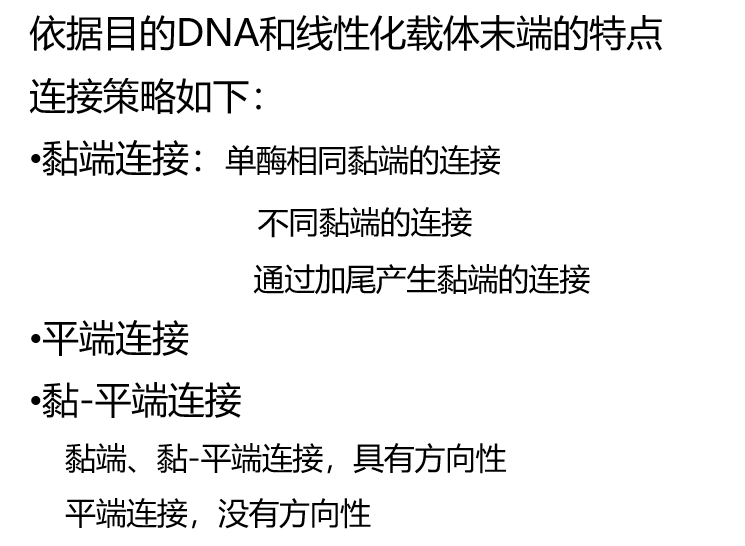 依据目的DNA和线性化载体末端的特点
连接策略如下：
•黏端连接：单酶相同黏端的连接
不同黏端的连接
通过加尾产生黏端的连接
•平端连接
•黏-平端连接
黏端、黏-平端连接，具有方向性
平端连接，没有方向性